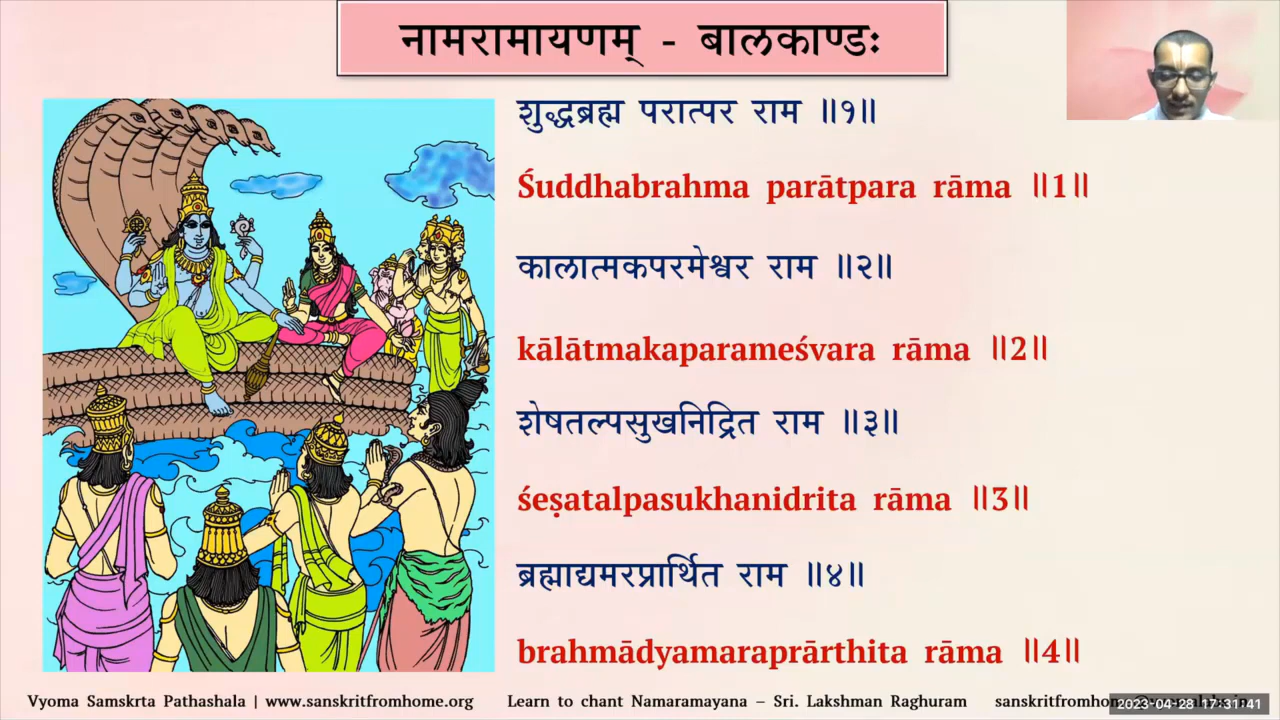 नामरामायणम् - बालकाण्डः
शुद्धब्रह्म परात्पर राम ॥१॥
Śuddhabrahma parātpara rāma ॥1॥
कालात्मकपरमेश्वर राम ॥२॥
kālātmakaparameśvara rāma ॥2॥
शेषतल्पसुखनिद्रित राम ॥३॥
śeṣatalpasukhanidrita rāma ॥3॥
ब्रह्माद्यमरप्रार्थित राम ॥४॥
brahmādyamaraprārthita rāma ॥4॥
Vyoma Samskrta Pathashala | www.sanskritfromhome.org Learn to chant Namaramayana – Sri. Lakshman Raghuram
2023-04-28 17:31:41